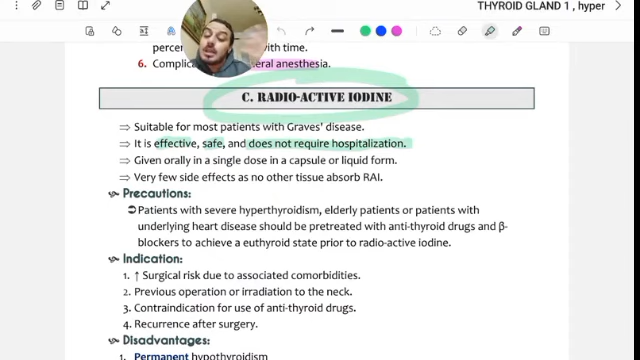 THYROID GLAND 1 , hyper
percen with time.
6. Complica eral anesthesia.
C. RADIO-ACTIVE IODINE
⇒ Suitable for most patients with Graves' disease.
⇒ It is effective, safe, and does not require hospitalization.
⇒ Given orally in a single dose in a capsule or liquid form.
⇒ Very few side effects as no other tissue absorb RAI.
Precautions:
➲ Patients with severe hyperthyroidism, elderly patients or patients with
underlying heart disease should be pretreated with anti-thyroid drugs and β-
blockers to achieve a euthyroid state prior to radio-active iodine.
Indication:
1. ↑ Surgical risk due to associated comorbidities.
2. Previous operation or irradiation to the neck.
3. Contraindication for use of anti-thyroid drugs.
4. Recurrence after surgery.
Disadvantages:
1. Permanent hypothyroidism